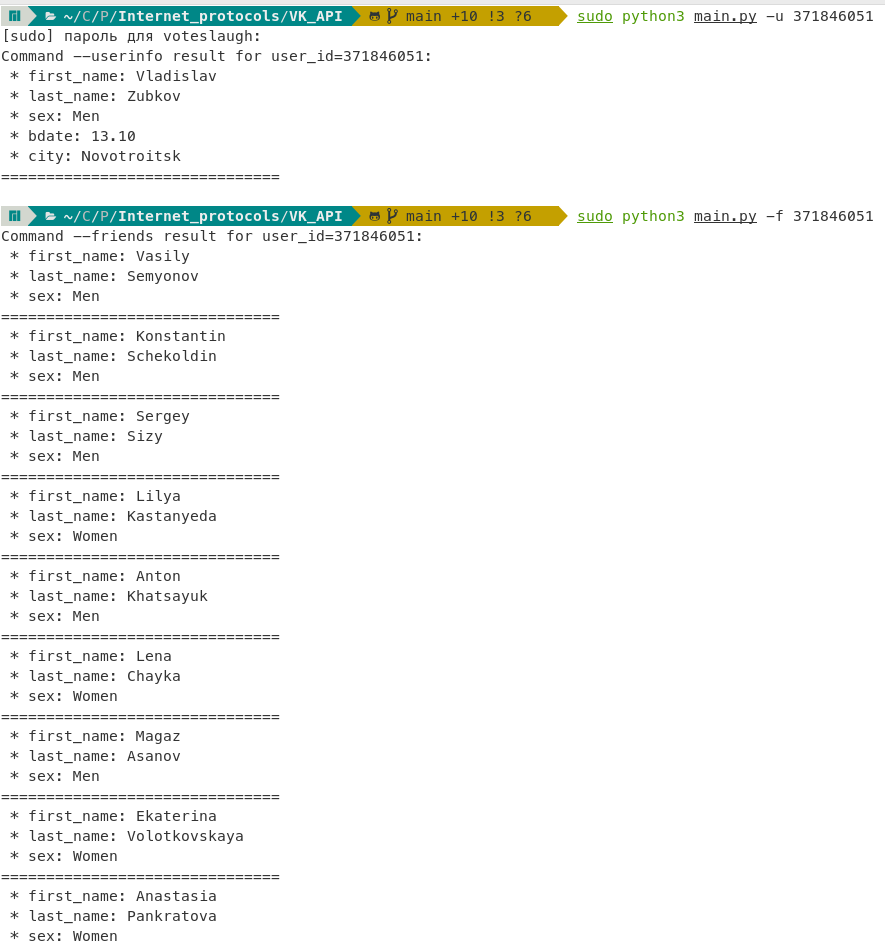 ~/C/P/Internet_protocols/VK_API main +10 !3 ?6 sudo python3 main.py -u 371846051
[sudo] пароль для voteslaugh:
Command --userinfo result for user_id=371846051:
* first_name: Vladislav
* last_name: Zubkov
* sex: Men
* bdate: 13.10
* city: Novotroitsk
===============================
~/C/P/Internet_protocols/VK_API main +10 !3 ?6 sudo python3 main.py -f 371846051
Command --friends result for user_id=371846051:
* first_name: Vasily
* last_name: Semyonov
* sex: Men
===============================
* first_name: Konstantin
* last_name: Schekoldin
* sex: Men
===============================
* first_name: Sergey
* last_name: Sizy
* sex: Men
===============================
* first_name: Lilya
* last_name: Kastanyeda
* sex: Women
===============================
* first_name: Anton
* last_name: Khatsayuk
* sex: Men
===============================
* first_name: Lena
* last_name: Chayka
* sex: Women
===============================
* first_name: Magaz
* last_name: Asanov
* sex: Men
===============================
* first_name: Ekaterina
* last_name: Volotkovskaya
* sex: Women
===============================
* first_name: Anastasia
* last_name: Pankratova
* sex: Women